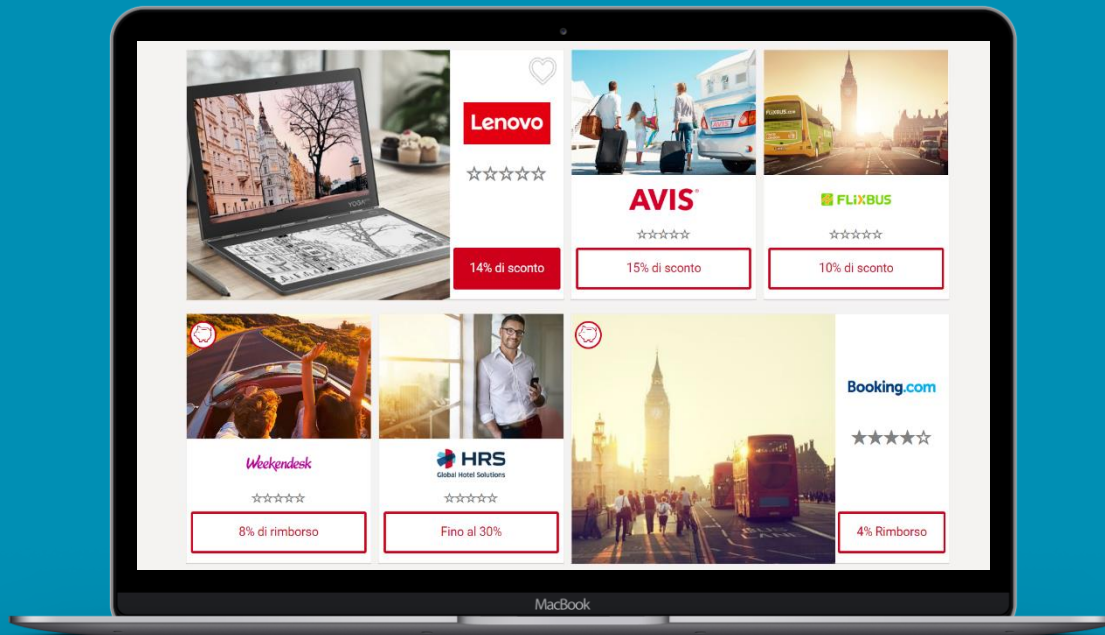 Lenovo
14% di sconto
YOGA
AVIS
15% di sconto
FLiXBUS
10% di sconto
Weekendesk
8% di rimborso
HRS
Global Hotel Solutions
Fino al 30%
Booking.com
4% Rimborso
MacBook